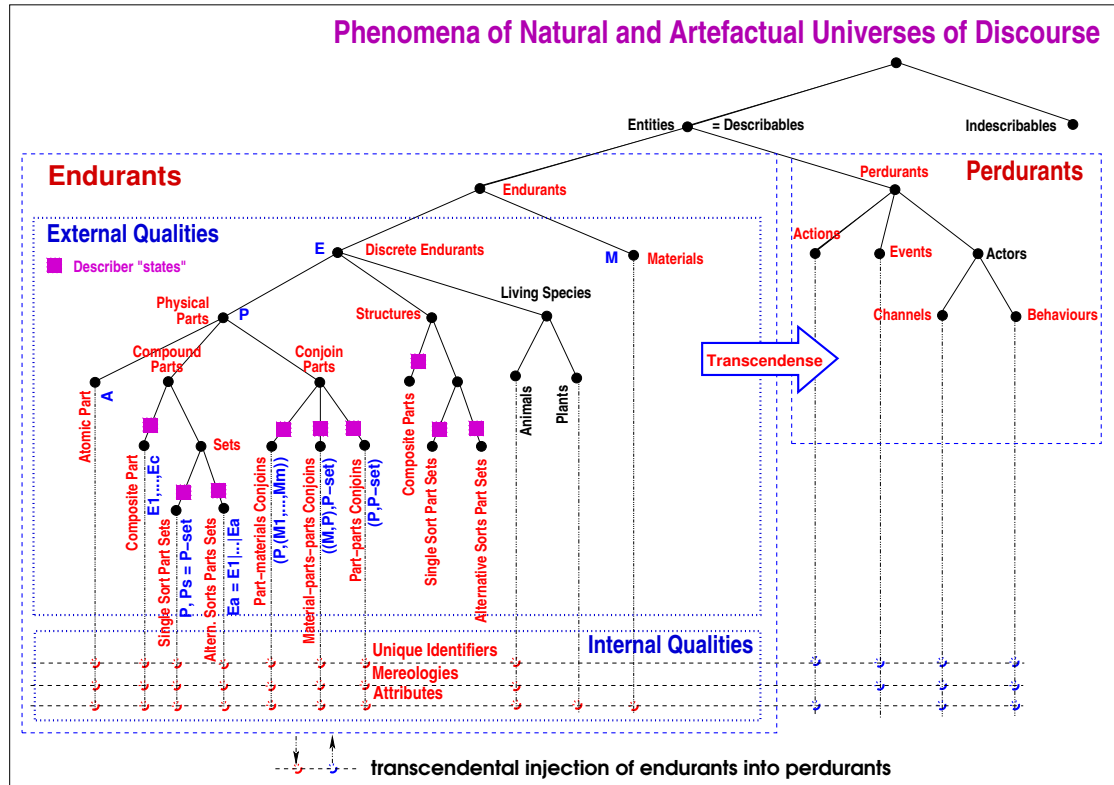 Phenomena of Natural and Artefactual Universes of Discourse
Entities
= Describables
Indescribables
Endurants
Perdurants
Perdurants
Endurants
External Qualities
Describer "states"
E
Discrete Endurants
M
Materials
Actions
Events
Actors
Channels
Behaviours
Physical
Parts
P
Structures
Living Species
Transcendense
Compound
Parts
Conjoin
Parts
Atomic Part
A
Composite Part
E1,...,Ec
Sets
Single Sort Part Sets
P, Ps = P-set
Altern. Sorts Parts Sets
Ea = E1|...|Ea
Part-materials Conjoins
(P,(M1,...,Mm))
Material-parts-parts Conjoins
((M,P),P-set)
Part-parts Conjoins
(P,P-set)
Composite Parts
Single Sort Part Sets
Alternative Sorts Part Sets
Animals
Plants
Unique Identifiers
Internal Qualities
Mereologies
Attributes
transcendental injection of endurants into perdurants